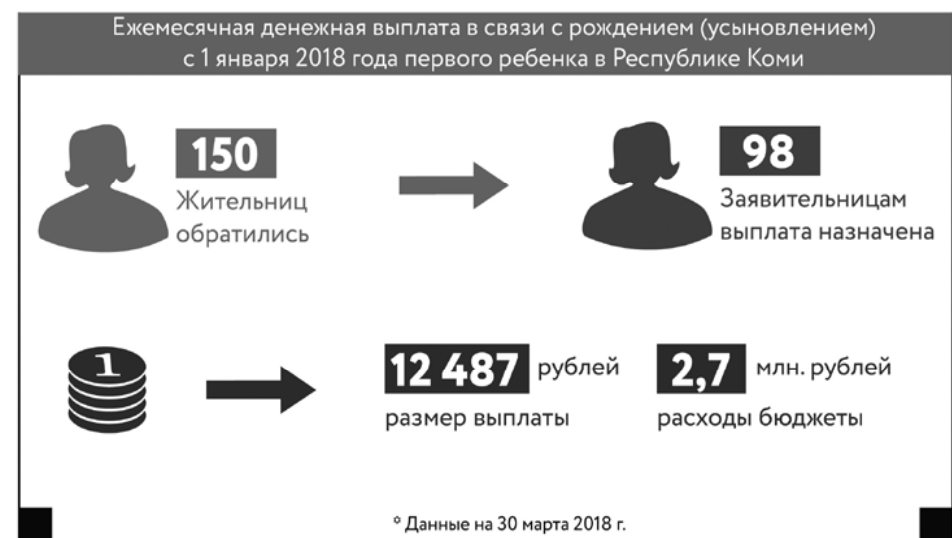 Ежемесячная денежная выплата в связи с рождением (усыновлением)
с 1 января 2018 года первого ребенка в Республике Коми
150
Жительниц
обратились
98
Заявительницам
выплата назначена
1
12 487 рублей
размер выплаты
2,7 млн. рублей
расходы бюджеты
* Данные на 30 марта 2018 г.